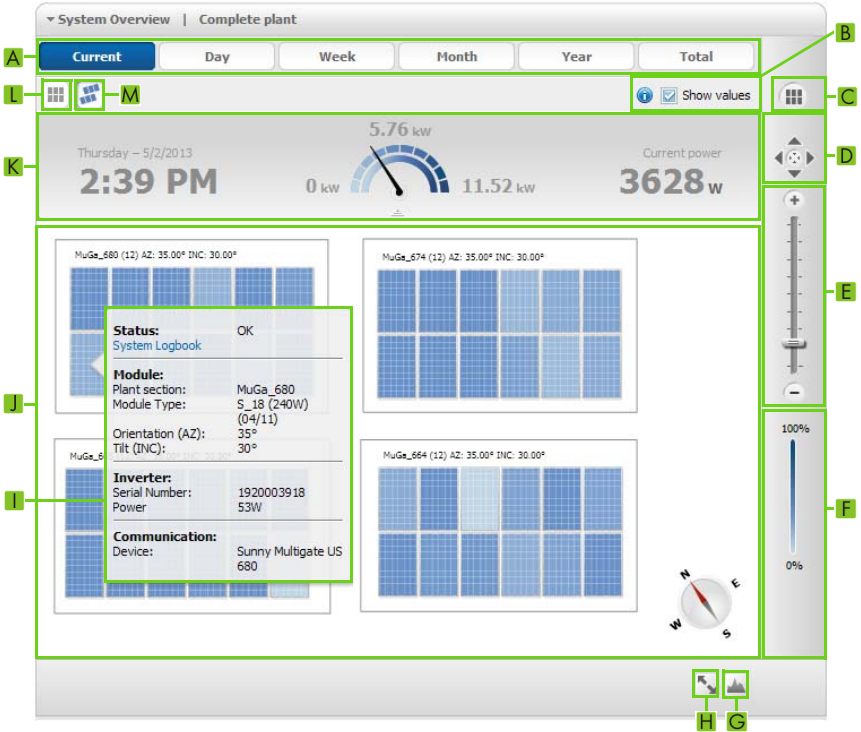 System Overview | Complete plant
B
A
Current Day Week Month Year Total
L
M
Show values
C
5.76 kW
K
Thursday – 5/2/2013
2:39 PM
0 kW
11.52 kW
Current power
3628 W
D
E
MuGa_680 (12) AZ: 35.00° INC: 30.00°
MuGa_674 (12) AZ: 35.00° INC: 30.00°
J
Status: OK
System Logbook
Module:
Plant section: MuGa_680
Module Type: S_18 (240W)
(04/11)
Orientation (AZ): 35°
Tilt (INC): 30°
I
Inverter:
Serial Number: 1920003918
Power 53W
Communication:
Device: Sunny Multigate US
680
MuGa_6
MuGa_664 (12) AZ: 35.00° INC: 30.00°
100%
F
0%
N
E
W
S
H
G